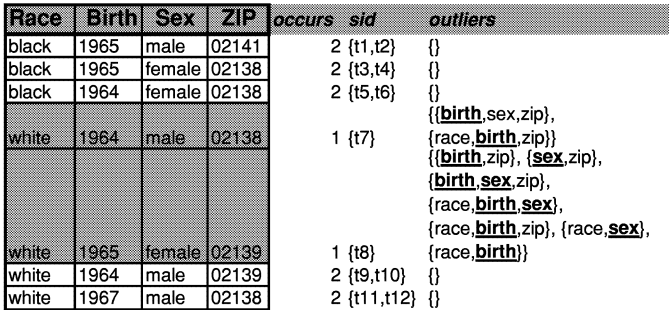 Race Birth Sex ZIP occurs sid outliers
black 1965 male 02141 2 {t1,t2} {}
black 1965 female 02138 2 {t3,t4} {}
black 1964 female 02138 2 {t5,t6} {}
{{birth,sex,zip},
white 1964 male 02138 1 {t7} {race,birth,zip}}
{{birth,zip}, {sex,zip},
{birth,sex,zip},
{race,birth,sex},
{race,birth,zip}, {race,sex},
white 1965 female 02139 1 {t8} {race,birth}}
white 1964 male 02139 2 {t9,t10} {}
white 1967 male 02138 2 {t11,t12} {}